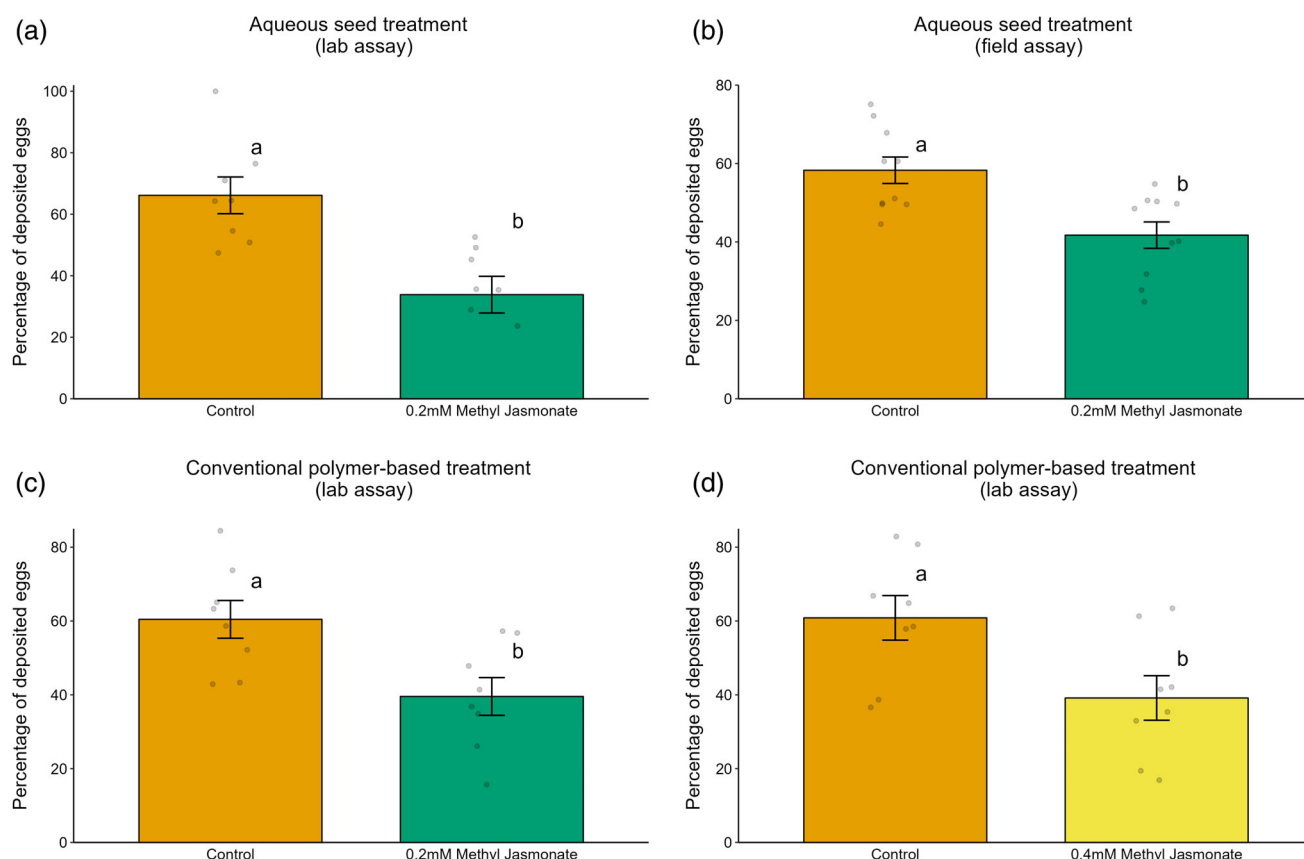 (a)
Aqueous seed treatment
(lab assay)
Percentage of deposited eggs
100
80
60
40
20
0
a
b
Control
0.2mM Methyl Jasmonate
(b)
Aqueous seed treatment
(field assay)
Percentage of deposited eggs
80
60
40
20
0
a
b
Control
0.2mM Methyl Jasmonate
(c)
Conventional polymer-based treatment
(lab assay)
Percentage of deposited eggs
80
60
40
20
0
a
b
Control
0.2mM Methyl Jasmonate
(d)
Conventional polymer-based treatment
(lab assay)
Percentage of deposited eggs
80
60
40
20
0
a
b
Control
0.4mM Methyl Jasmonate